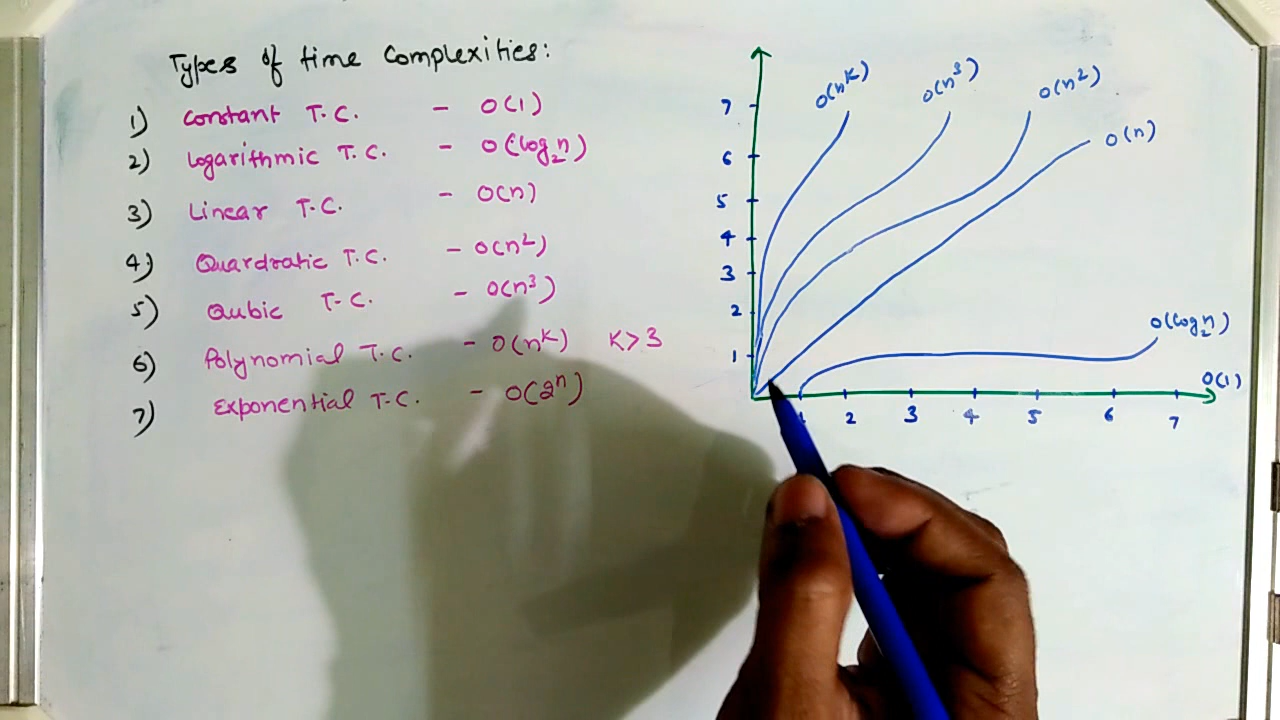 Types of time Complexities:
1) Constant T.C. - O(1)
2) Logarithmic T.C. - O(log₂n)
3) Linear T.C. - O(n)
4) Quardratic T.C. - O(n²)
5) Qubic T.C. - O(n³)
6) Polynomial T.C. - O(nᴷ) K>3
7) Exponential T.C. - O(2ⁿ)
O(nᴷ)
O(n³)
O(n²)
O(n)
O(log₂n)
O(1)
7
6
5
4
3
2
1
1 2 3 4 5 6 7